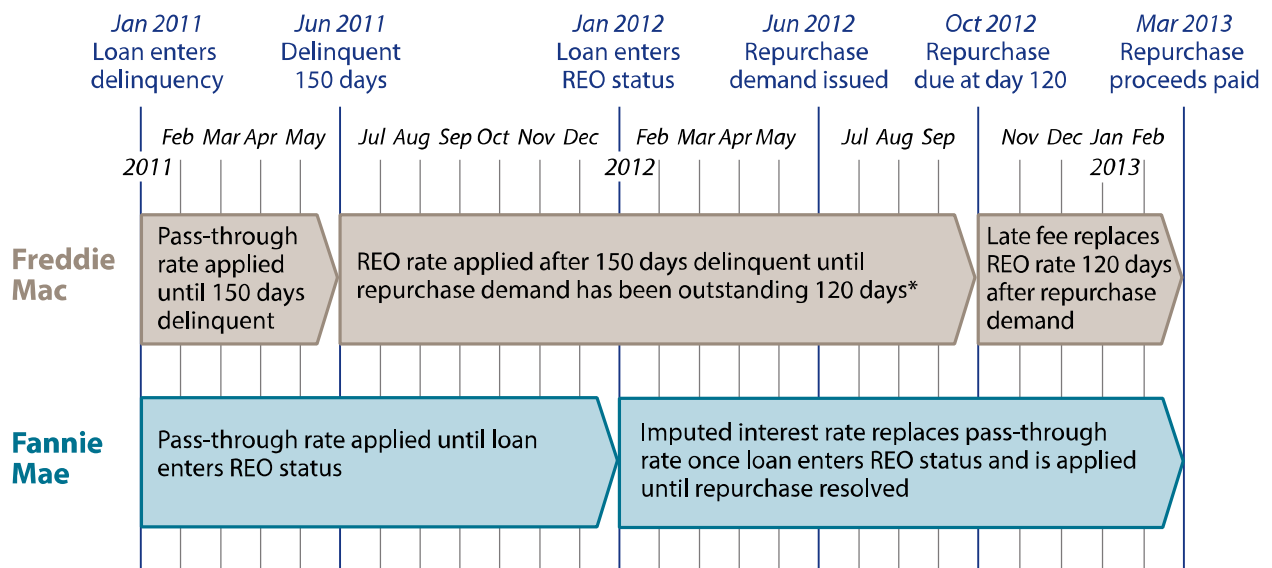 Jan 2011
Loan enters
delinquency
Jun 2011
Delinquent
150 days
Jan 2012
Loan enters
REO status
Jun 2012
Repurchase
demand issued
Oct 2012
Repurchase
due at day 120
Mar 2013
Repurchase
proceeds paid
Feb Mar Apr May Jul Aug Sep Oct Nov Dec Feb Mar Apr May Jul Aug Sep Nov Dec Jan Feb
2011 2012 2013
Freddie
Mac
Pass-through
rate applied
until 150 days
delinquent
REO rate applied after 150 days delinquent until
repurchase demand has been outstanding 120 days*
Late fee replaces
REO rate 120 days
after repurchase
demand
Fannie
Mae
Pass-through rate applied until loan
enters REO status
Imputed interest rate replaces pass-through
rate once loan enters REO status and is applied
until repurchase resolved